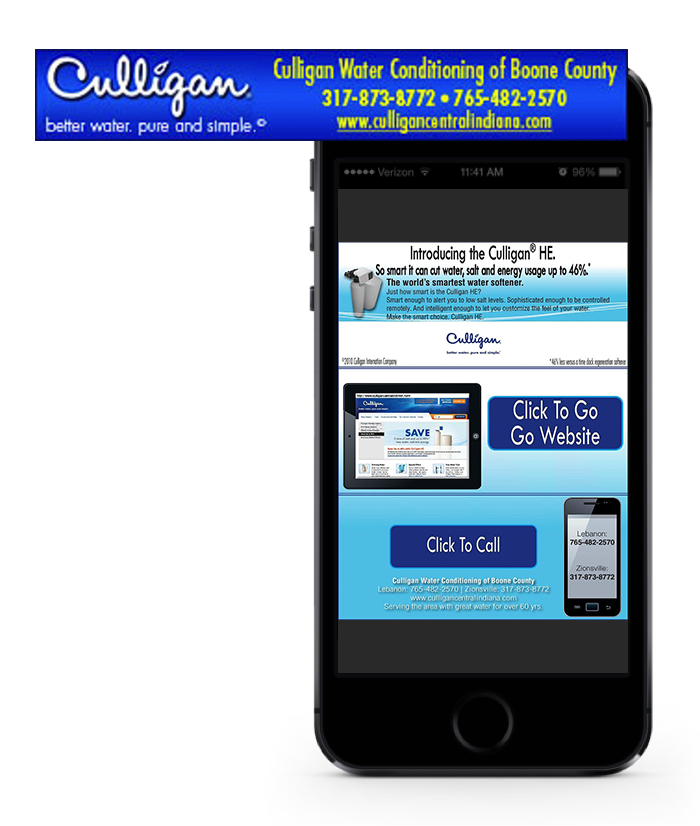 Culligan.
better water. pure and simple.®
Culligan Water Conditioning of Boone County
317-873-8772 • 765-482-2570
www.culligancentralindiana.com
Verizon 11:41 AM 96%
Introducing the Culligan® HE.
So smart it can cut water, salt and energy usage up to 46%.*
The world's smartest water softener.
Just how smart is the Culligan HE?
Smart enough to alert you to low salt levels. Sophisticated enough to be controlled
remotely. And intelligent enough to let you customize the feel of your water.
Make the smart choice. Culligan HE.
Culligan.
better water. pure and simple.®
©2010 Culligan Internation Company
*46% less versus a time clock regeneration softener
Culligan.
SAVE
Click To Go
Go Website
Click To Call
Lebanon:
765-482-2570
Zionsville:
317-873-8772
Culligan Water Conditioning of Boone County
Lebanon: 765-482-2570 | Zionsville: 317-873-8772
www.culligancentralindiana.com
Serving the area with great water for over 60 yrs.